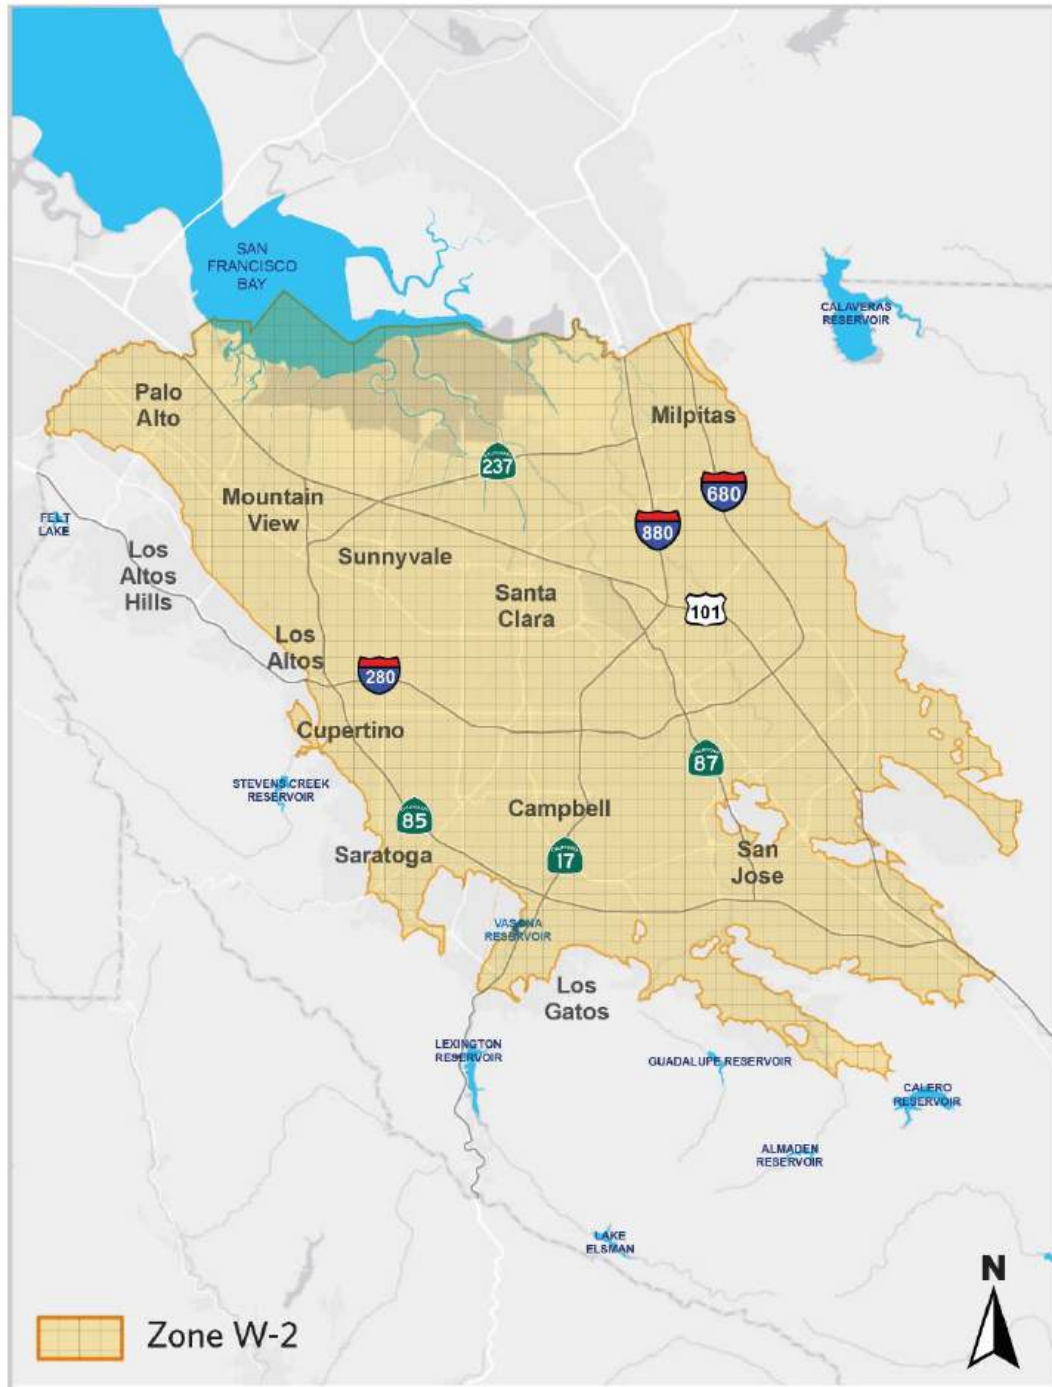 SAN
FRANCISCO
BAY
CALAVERAS
RESERVOIR
Palo
Alto
Milpitas
237
680
Mountain
View
880
FELT
LAKE
Sunnyvale
Los
Altos
Hills
Santa
Clara
101
Los
Altos
280
Cupertino
87
STEVENS CREEK
RESERVOIR
Campbell
85
Saratoga
17
San
Jose
VASONA
RESERVOIR
Los
Gatos
LEXINGTON
RESERVOIR
GUADALUPE RESERVOIR
CALERO
RESERVOIR
ALMADEN
RESERVOIR
LAKE
ELSMAN
N
Zone W-2